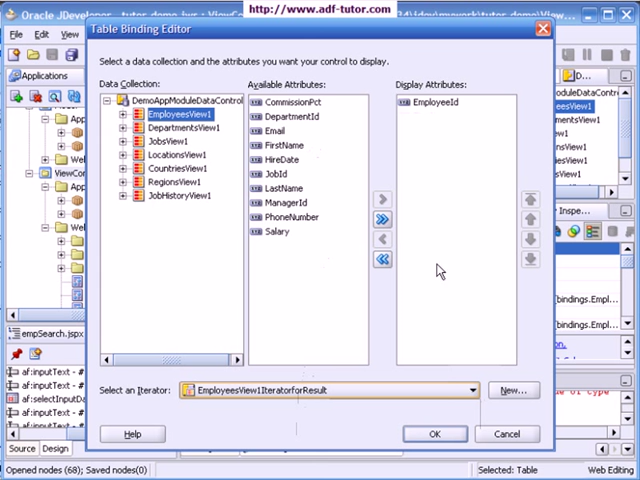 http://www.adf-tutor.com
Oracle JDeveloper
File Edit View
Table Binding Editor
Select a data collection and the attributes you want your control to display.
Data Collection: Available Attributes: Display Attributes:
DemoAppModuleDataControl
EmployeesView1
DepartmentsView1
JobsView1
LocationsView1
CountriesView1
RegionsView1
JobHistoryView1
CommissionPct
DepartmentId
Email
FirstName
HireDate
JobId
LastName
ManagerId
PhoneNumber
Salary
EmployeeId
Select an Iterator: EmployeesView1IteratorforResult New...
Help OK Cancel
Applications
ViewCon
empSearch.jspx
af:inputText - #
af:inputText - #
af:selectInputDa
af:inputText - #
Source Design
Opened nodes (68); Saved nodes(0) Selected: Table Web Editing